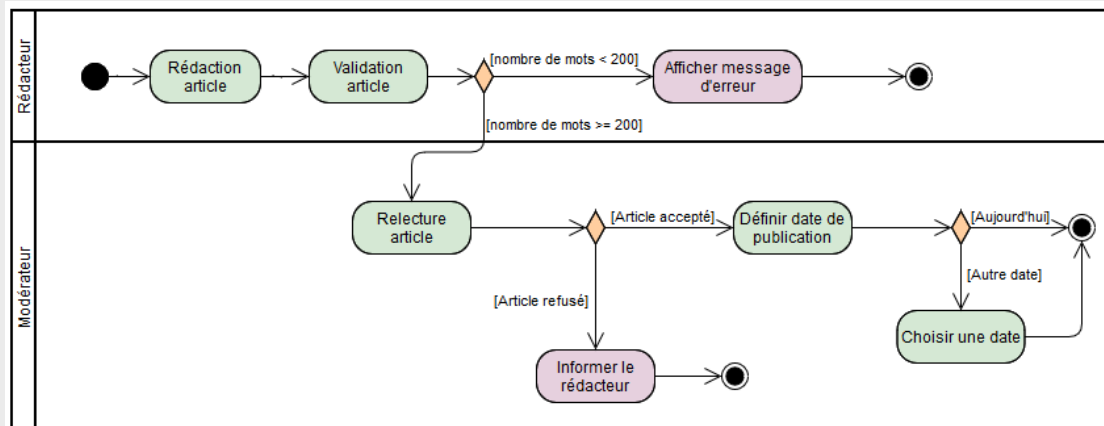 Rédacteur
Rédaction
article
Validation
article
[nombre de mots < 200]
Afficher message
d'erreur
[nombre de mots >= 200]
Modérateur
Relecture
article
[Article accepté]
Définir date de
publication
[Aujourd'hui]
[Autre date]
[Article refusé]
Choisir une date
Informer le
rédacteur